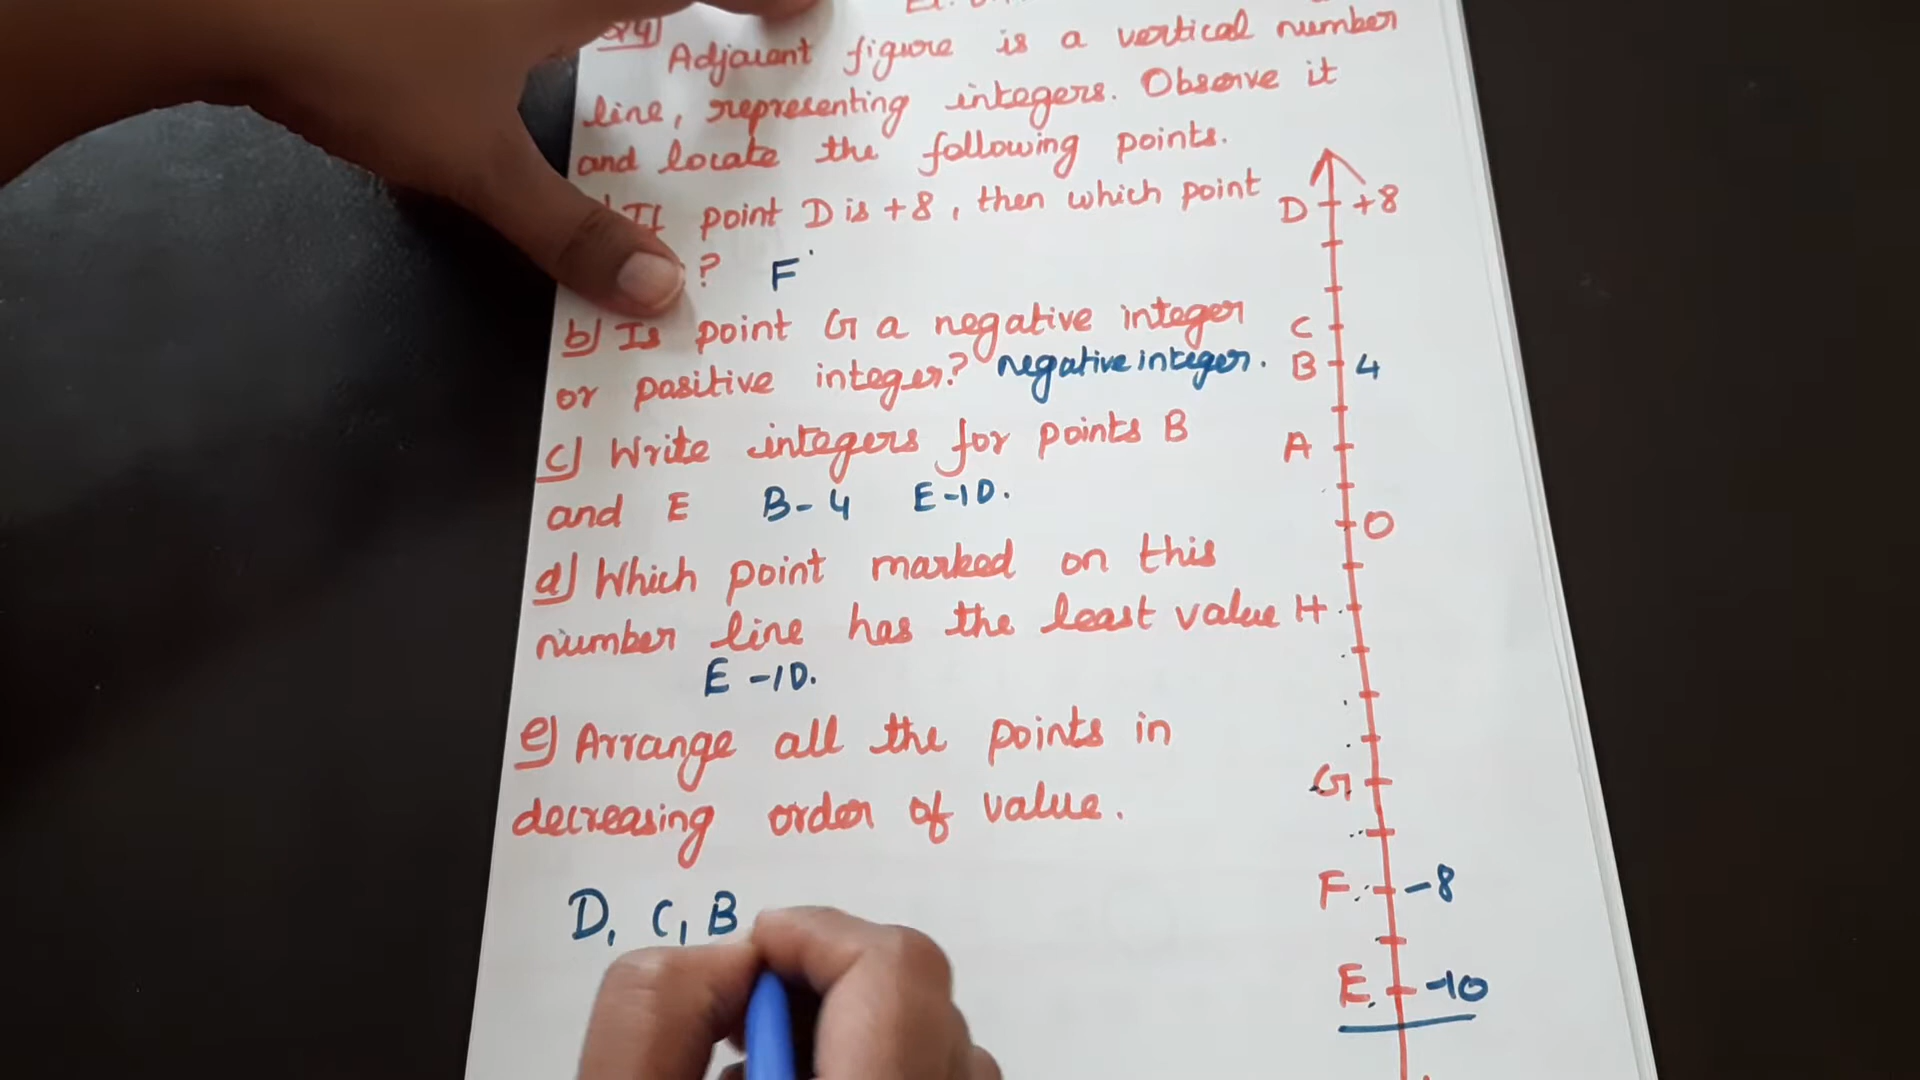 Adjacent figure is a vertical number
line, representing integers. Observe it
and locate the following points.
If point D is +8, then which point
? F
b) Is point G a negative integer
or pasitive integer? negative integer.
c) Write integers for points B
and E B- 4 E -10.
d) Which point marked on this
number line has the least value
E -10.
e) Arrange all the points in
decreasing order of value.
D, C, B
D +8
C
B 4
A
0
H
G
F -8
E -10